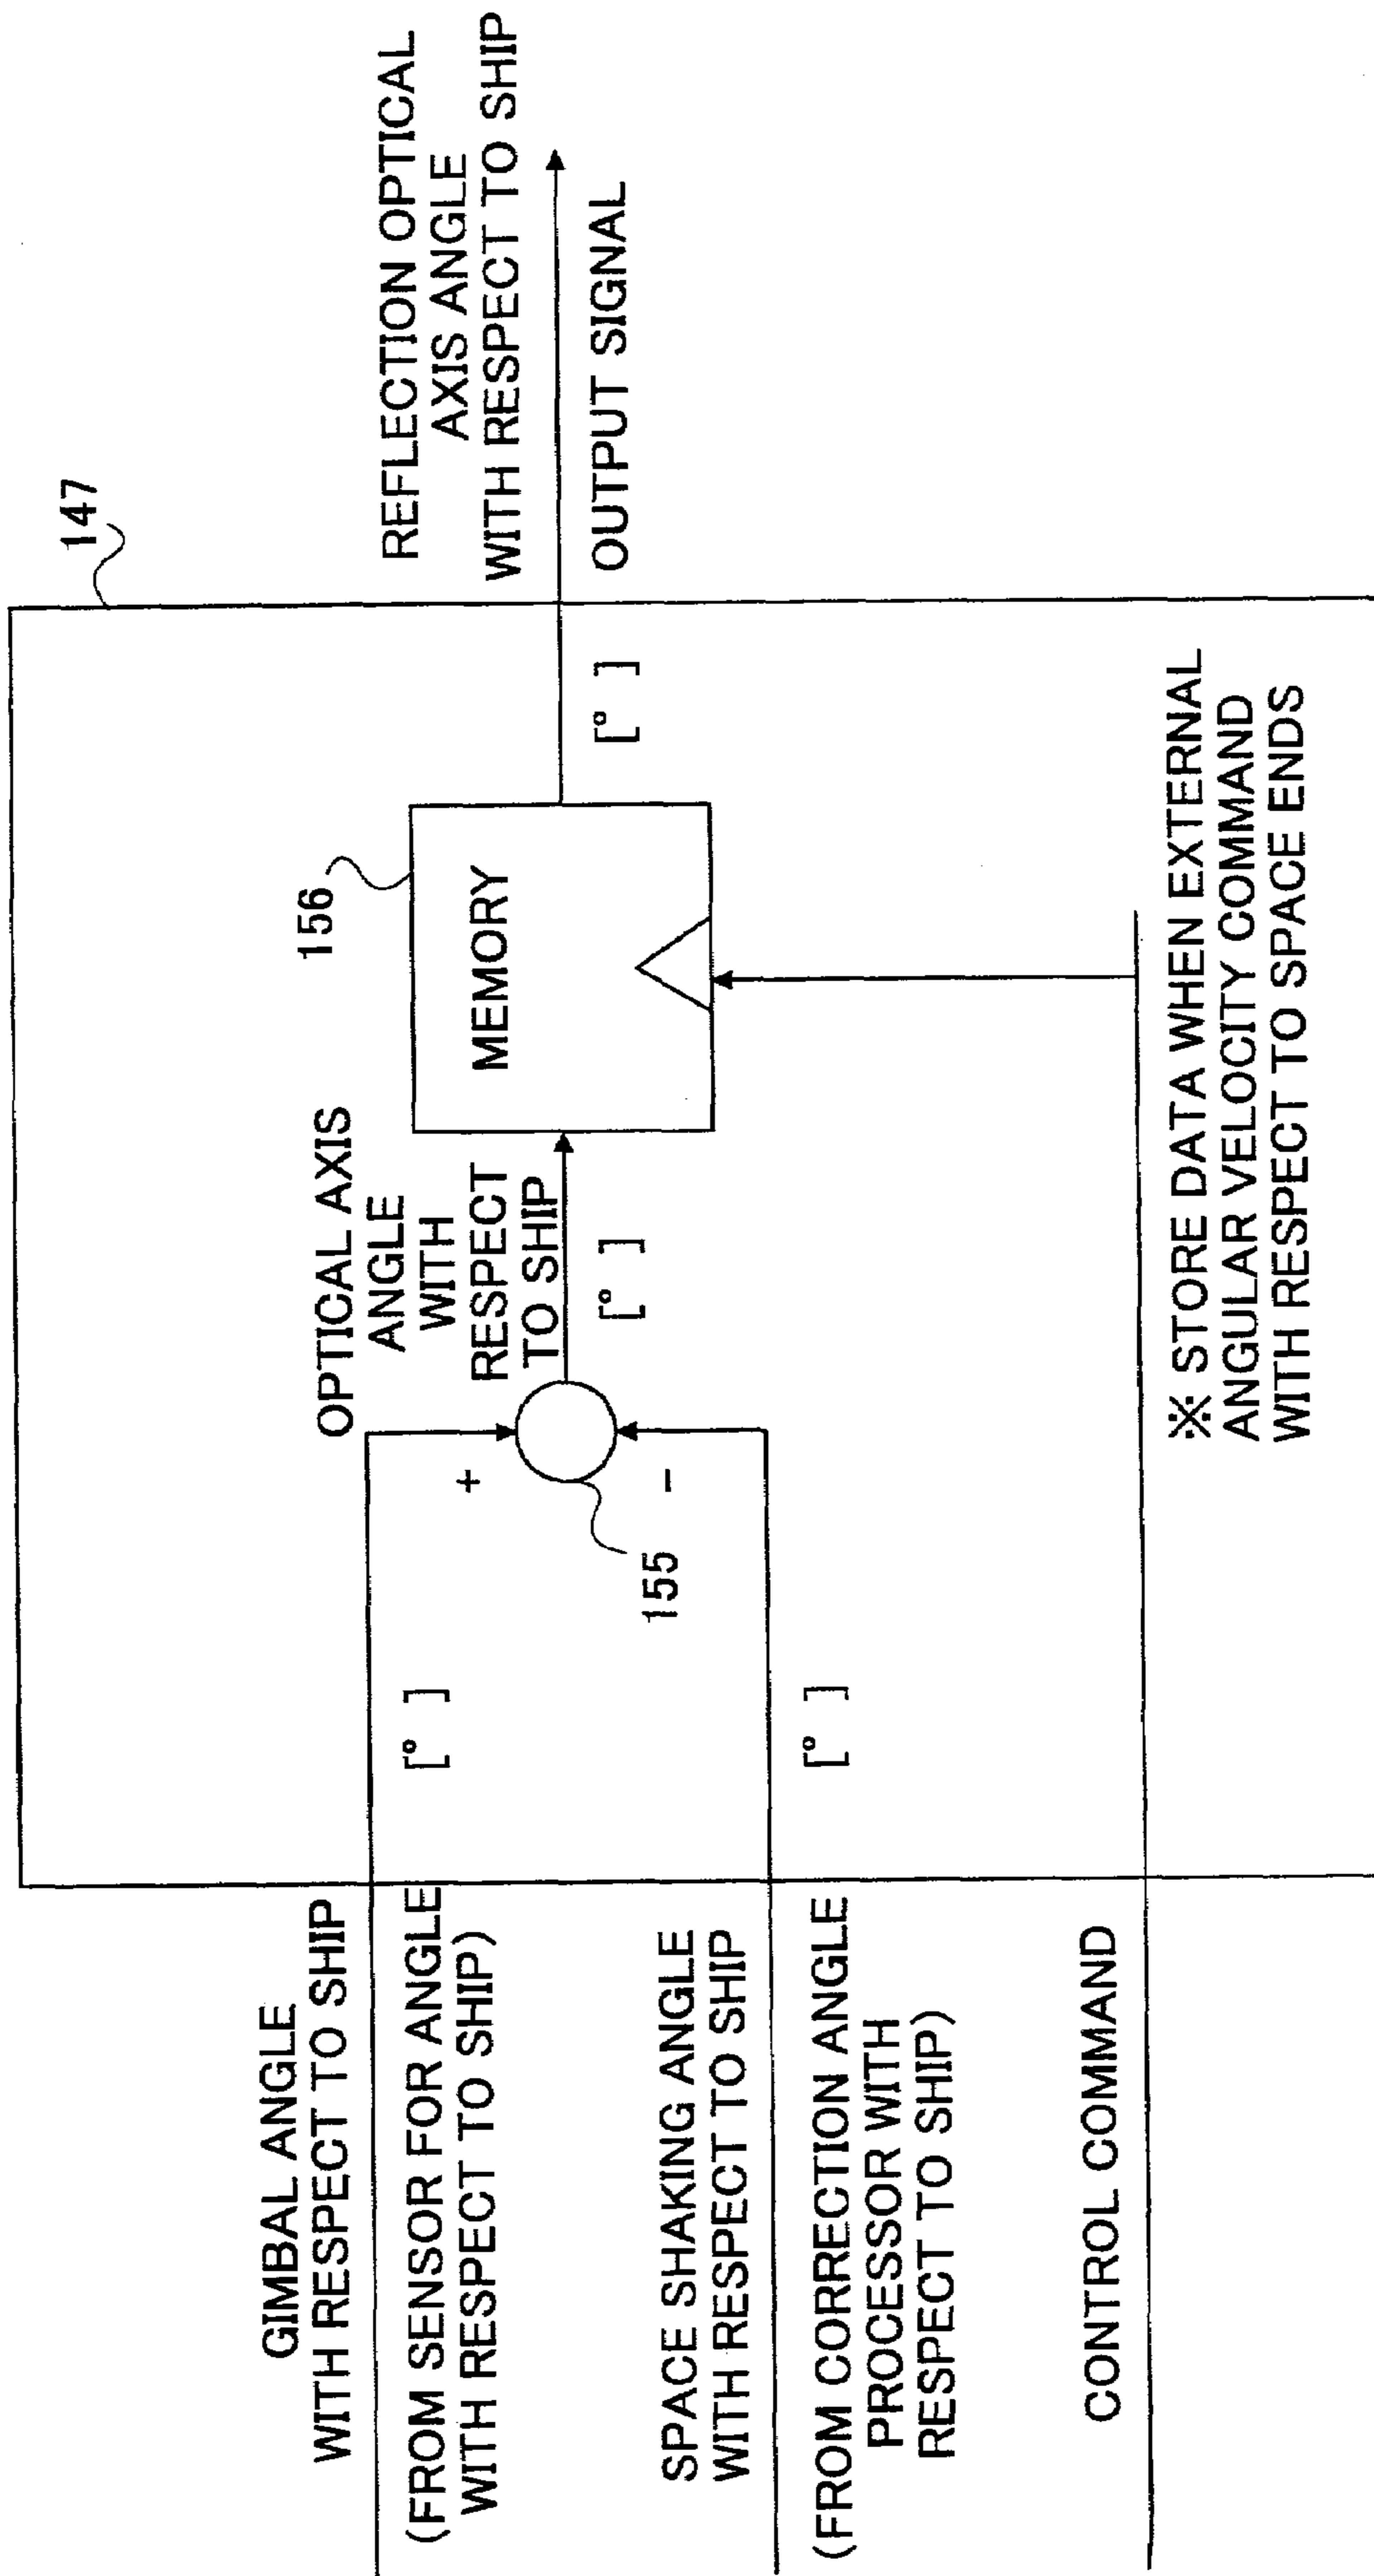 147
GIMBAL ANGLE
WITH RESPECT TO SHIP
(FROM SENSOR FOR ANGLE
WITH RESPECT TO SHIP)
[° ]
SPACE SHAKING ANGLE
WITH RESPECT TO SHIP
(FROM CORRECTION ANGLE
PROCESSOR WITH
RESPECT TO SHIP)
[° ]
CONTROL COMMAND
+
-
155
OPTICAL AXIS
ANGLE
WITH
RESPECT
TO SHIP
[° ]
156
MEMORY
[° ]
※ STORE DATA WHEN EXTERNAL
ANGULAR VELOCITY COMMAND
WITH RESPECT TO SPACE ENDS
REFLECTION OPTICAL
AXIS ANGLE
WITH RESPECT TO SHIP
OUTPUT SIGNAL